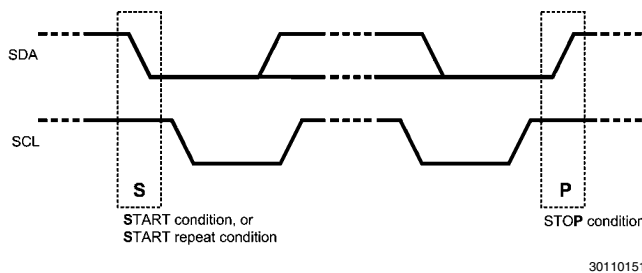 SDA
SCL
S
P
START condition, or
START repeat condition
STOP condition
30110151